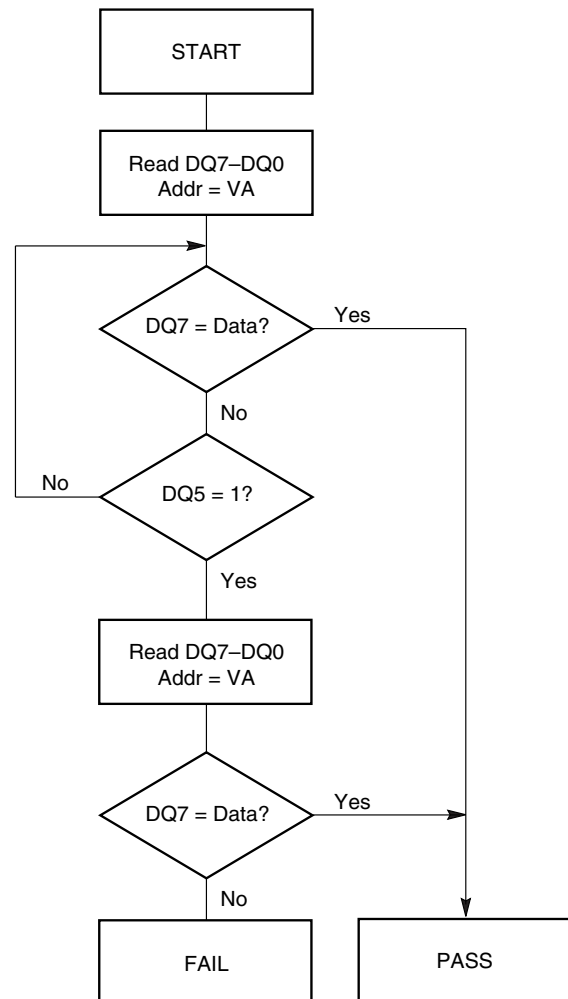 START
Read DQ7–DQ0
Addr = VA
DQ7 = Data?
Yes
No
No
DQ5 = 1?
Yes
Read DQ7–DQ0
Addr = VA
DQ7 = Data?
Yes
No
FAIL
PASS